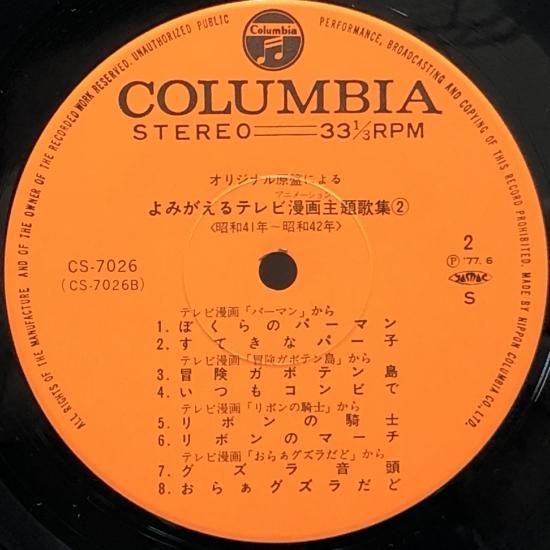 ALL RIGHTS OF THE MANUFACTURE AND OF THE OWNER OF THE RECORDED WORK RESERVED. UNAUTHORIZED PUBLIC PERFORMANCE, BROADCASTING AND COPYING OF THIS RECORD PROHIBITED. MADE BY NIPPON COLUMBIA CO., LTD.
Columbia
COLUMBIA
STEREO 33 1/3 RPM
オリジナル原盤による
アニメーション
よみがえるテレビ漫画主題歌集②
〈昭和41年〜昭和42年〉
CS-7026
(CS-7026B)
2
Ⓟ '77. 6
JASRAC
S
テレビ漫画「パーマン」から
1. ぼくらのパーマン
2. すてきなパー子
テレビ漫画「冒険ガボテン島」から
3. 冒険ガボテン島
4. いつもコンビで
テレビ漫画「リボンの騎士」から
5. リボンの騎士
6. リボンのマーチ
テレビ漫画「おらぁグズラだど」から
7. グズラ音頭
8. おらぁグズラだど